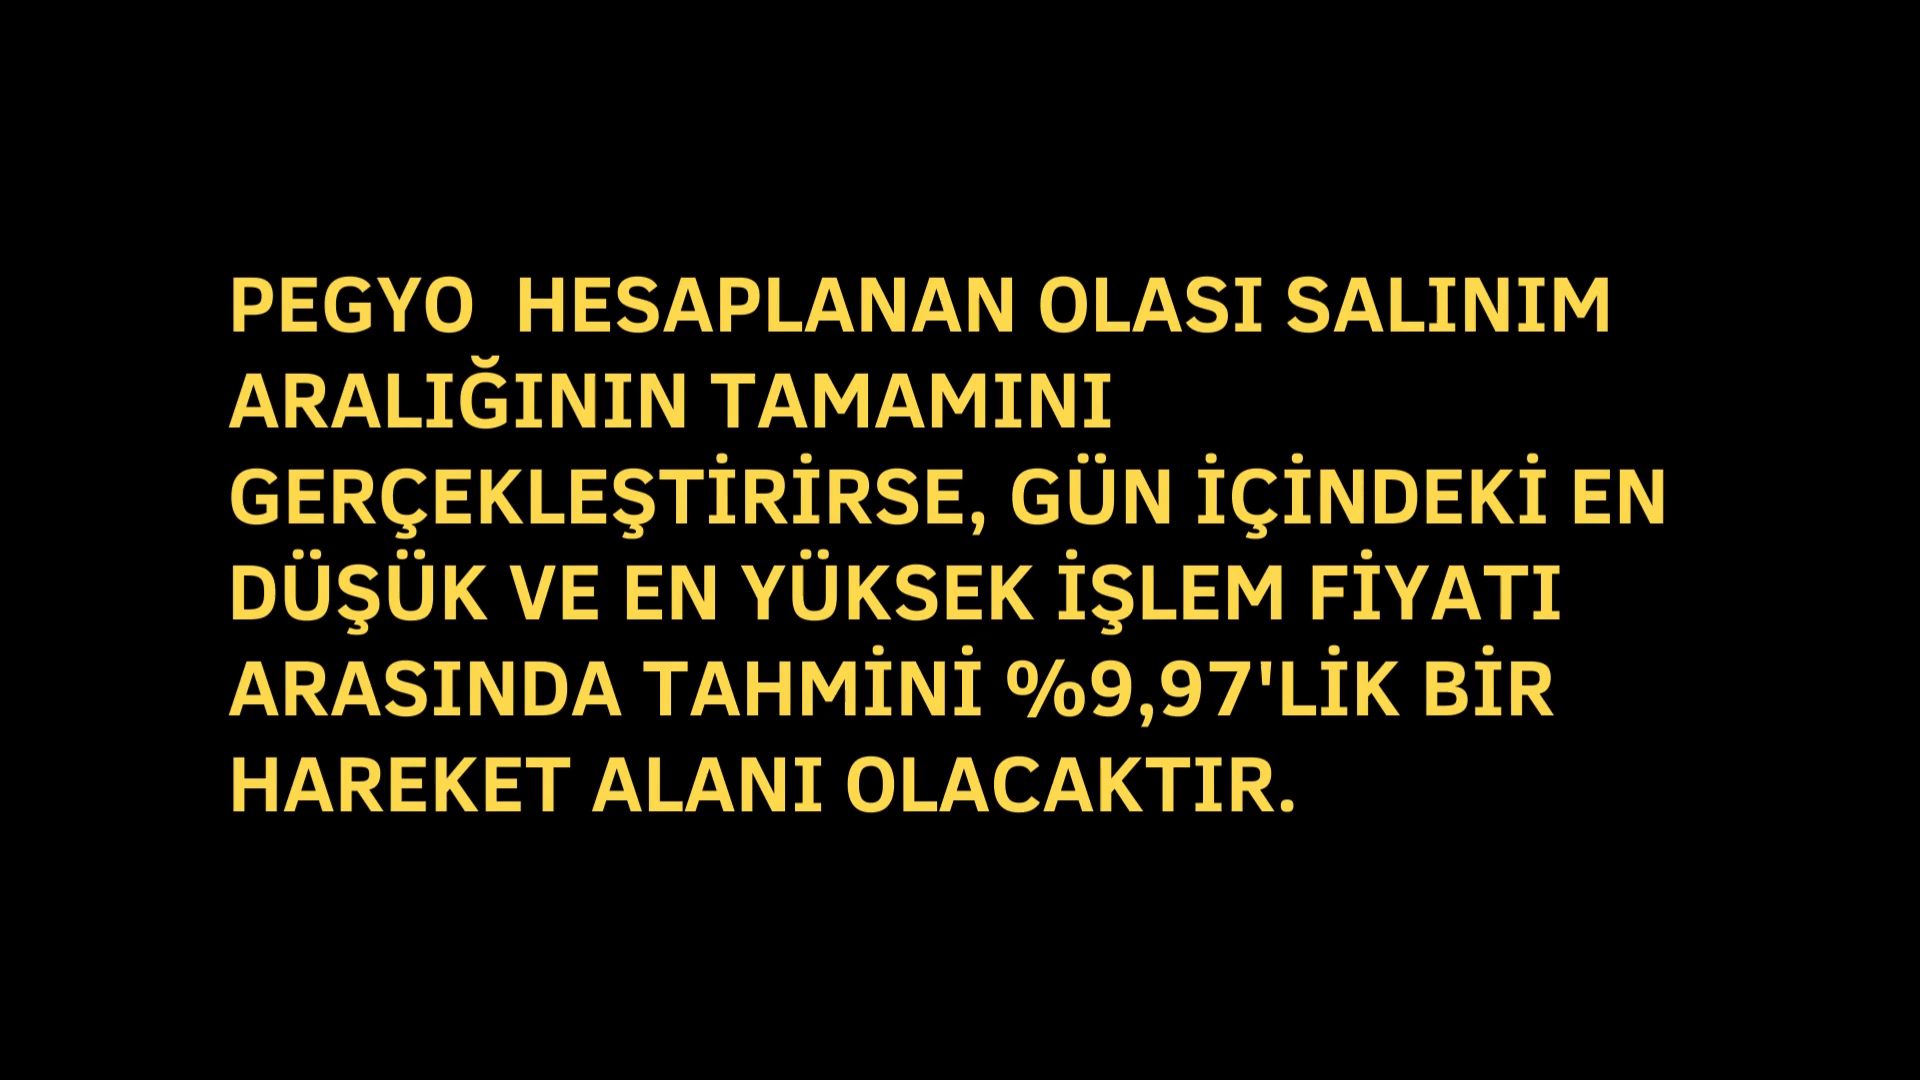 PEGYO  HESAPLANAN OLASI SALINIM
ARALIĞININ TAMAMINI
GERÇEKLEŞTİRİRSE, GÜN İÇİNDEKİ EN
DÜŞÜK VE EN YÜKSEK İŞLEM FİYATI
ARASINDA TAHMİNİ %9,97'LİK BİR
HAREKET ALANI OLACAKTIR.